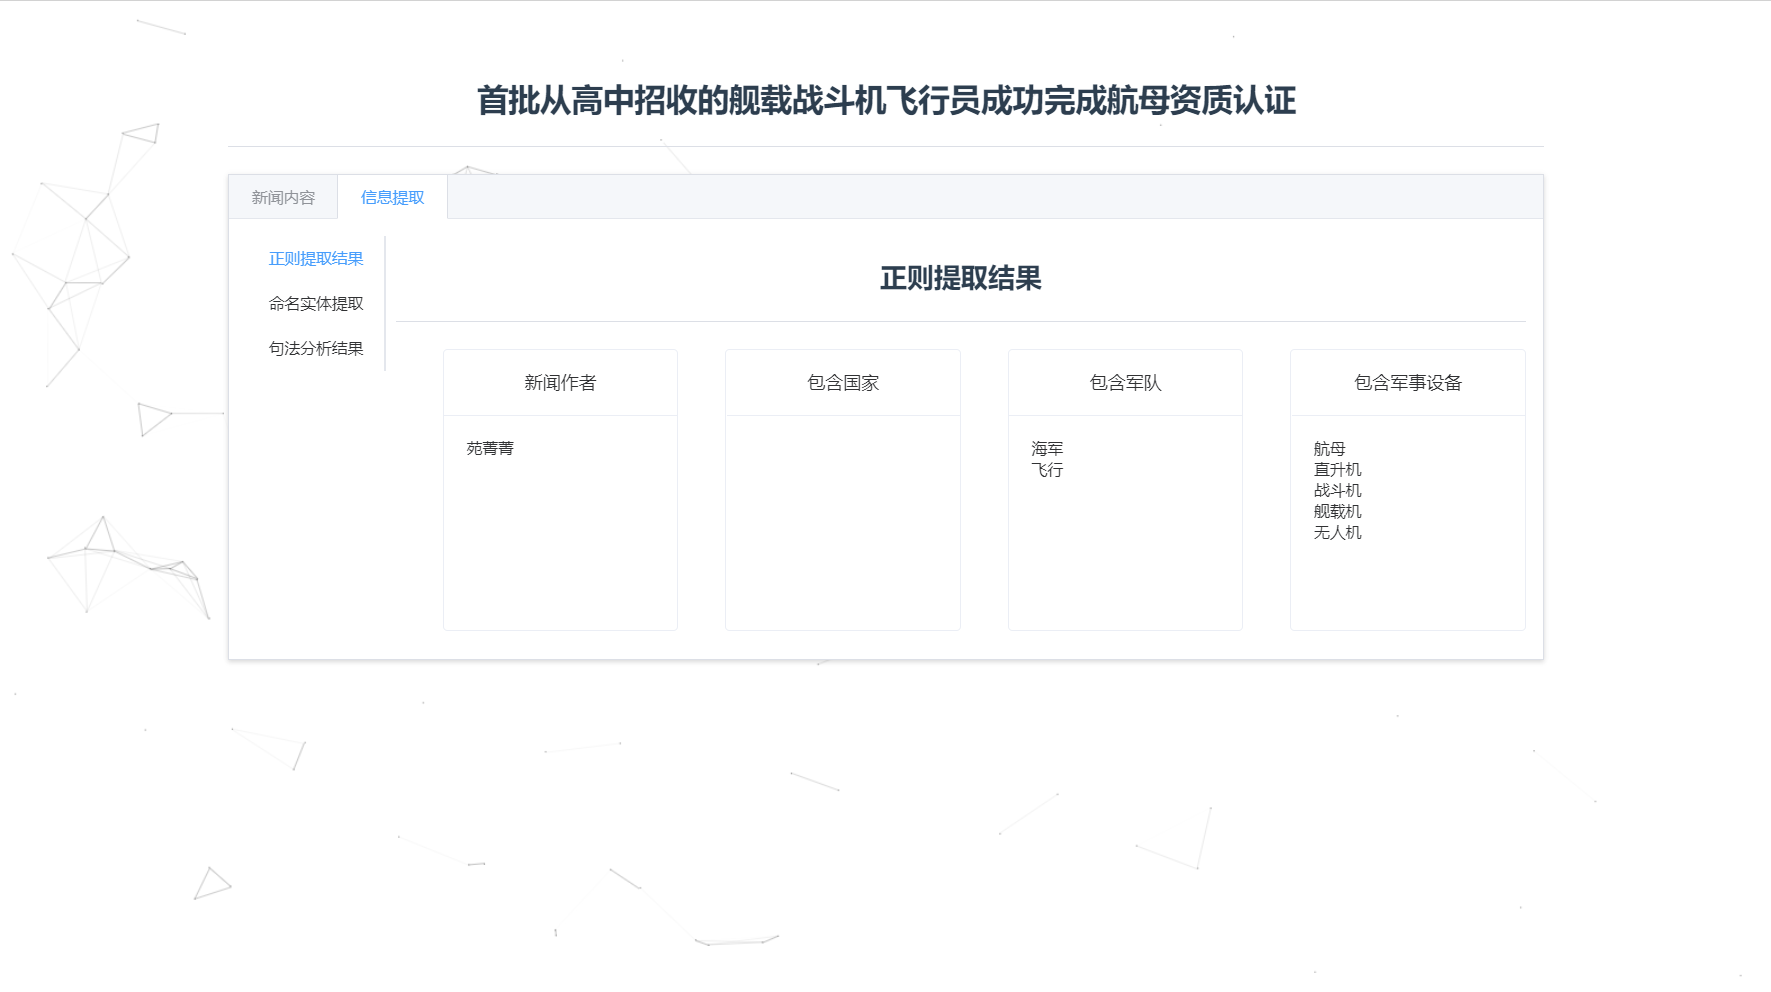 首批从高中招收的舰载战斗机飞行员成功完成航母资质认证
新闻内容
信息提取
正则提取结果
命名实体提取
句法分析结果
正则提取结果
新闻作者
苑菁菁
包含国家
包含军队
海军
飞行
包含军事设备
航母
直升机
战斗机
舰载机
无人机